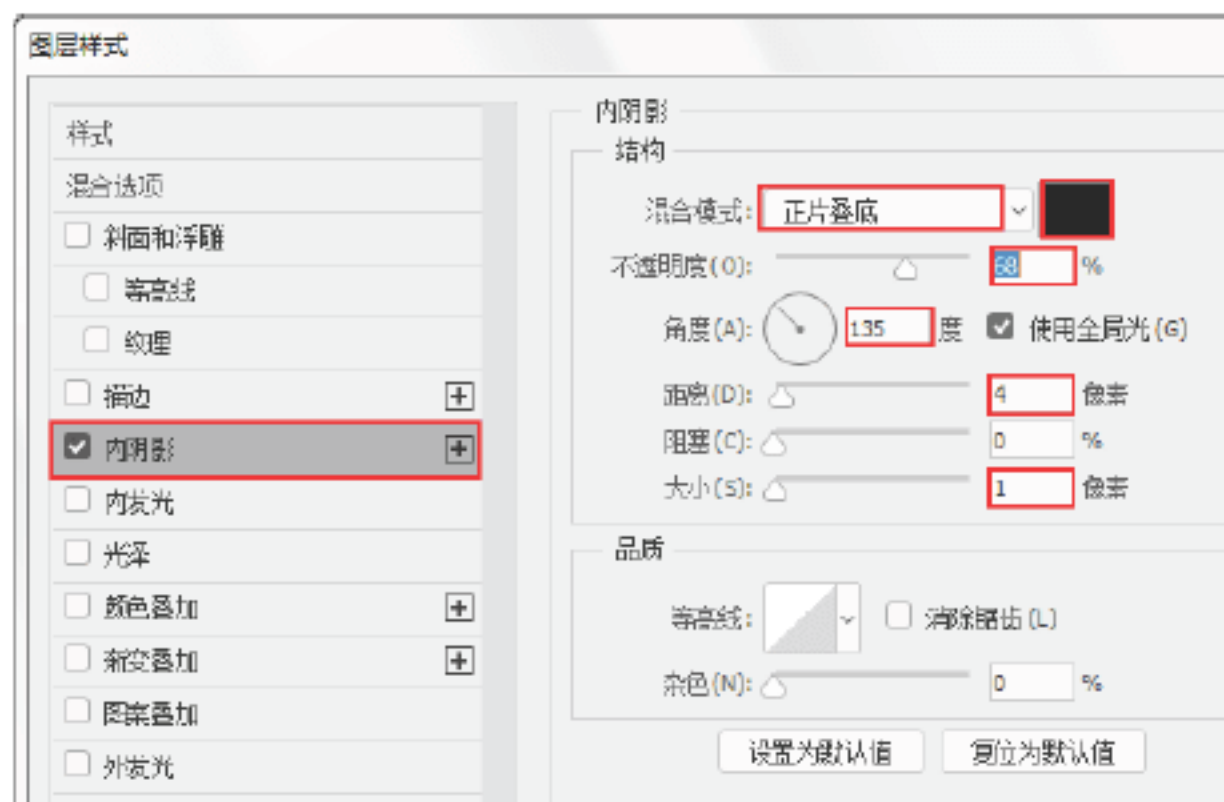 图层样式
样式
混合选项
斜面和浮雕
等高线
纹理
描边
内阴影
内发光
光泽
颜色叠加
渐变叠加
图案叠加
外发光
内阴影
结构
混合模式: 正片叠底
不透明度(O): 68 %
角度(A): 135 度 使用全局光(G)
距离(D): 4 像素
阻塞(C): 0 %
大小(S): 1 像素
品质
等高线: 消除锯齿(L)
杂色(N): 0 %
设置为默认值 复位为默认值